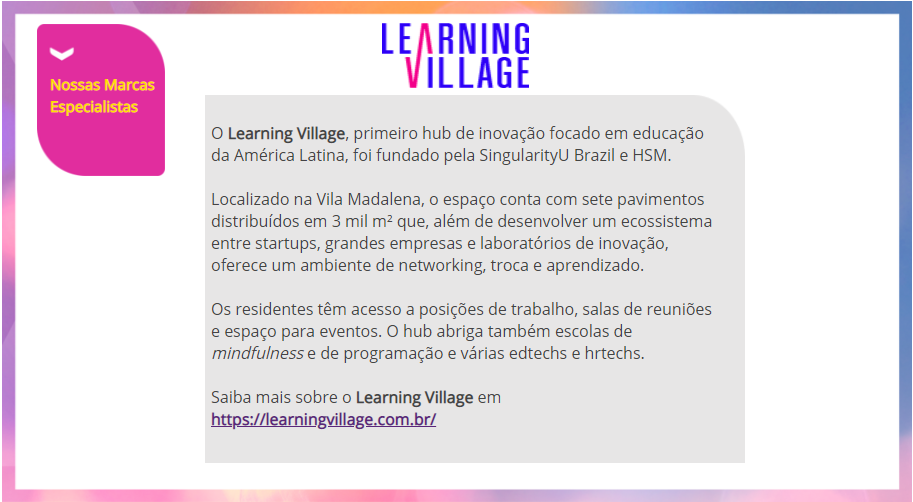 Nossas Marcas
Especialistas
LEARNING
VILLAGE
O Learning Village, primeiro hub de inovação focado em educação
da América Latina, foi fundado pela SingularityU Brazil e HSM.
Localizado na Vila Madalena, o espaço conta com sete pavimentos
distribuídos em 3 mil m² que, além de desenvolver um ecossistema
entre startups, grandes empresas e laboratórios de inovação,
oferece um ambiente de networking, troca e aprendizado.
Os residentes têm acesso a posições de trabalho, salas de reuniões
e espaço para eventos. O hub abriga também escolas de
mindfulness e de programação e várias edtechs e hrtechs.
Saiba mais sobre o Learning Village em
https://learningvillage.com.br/